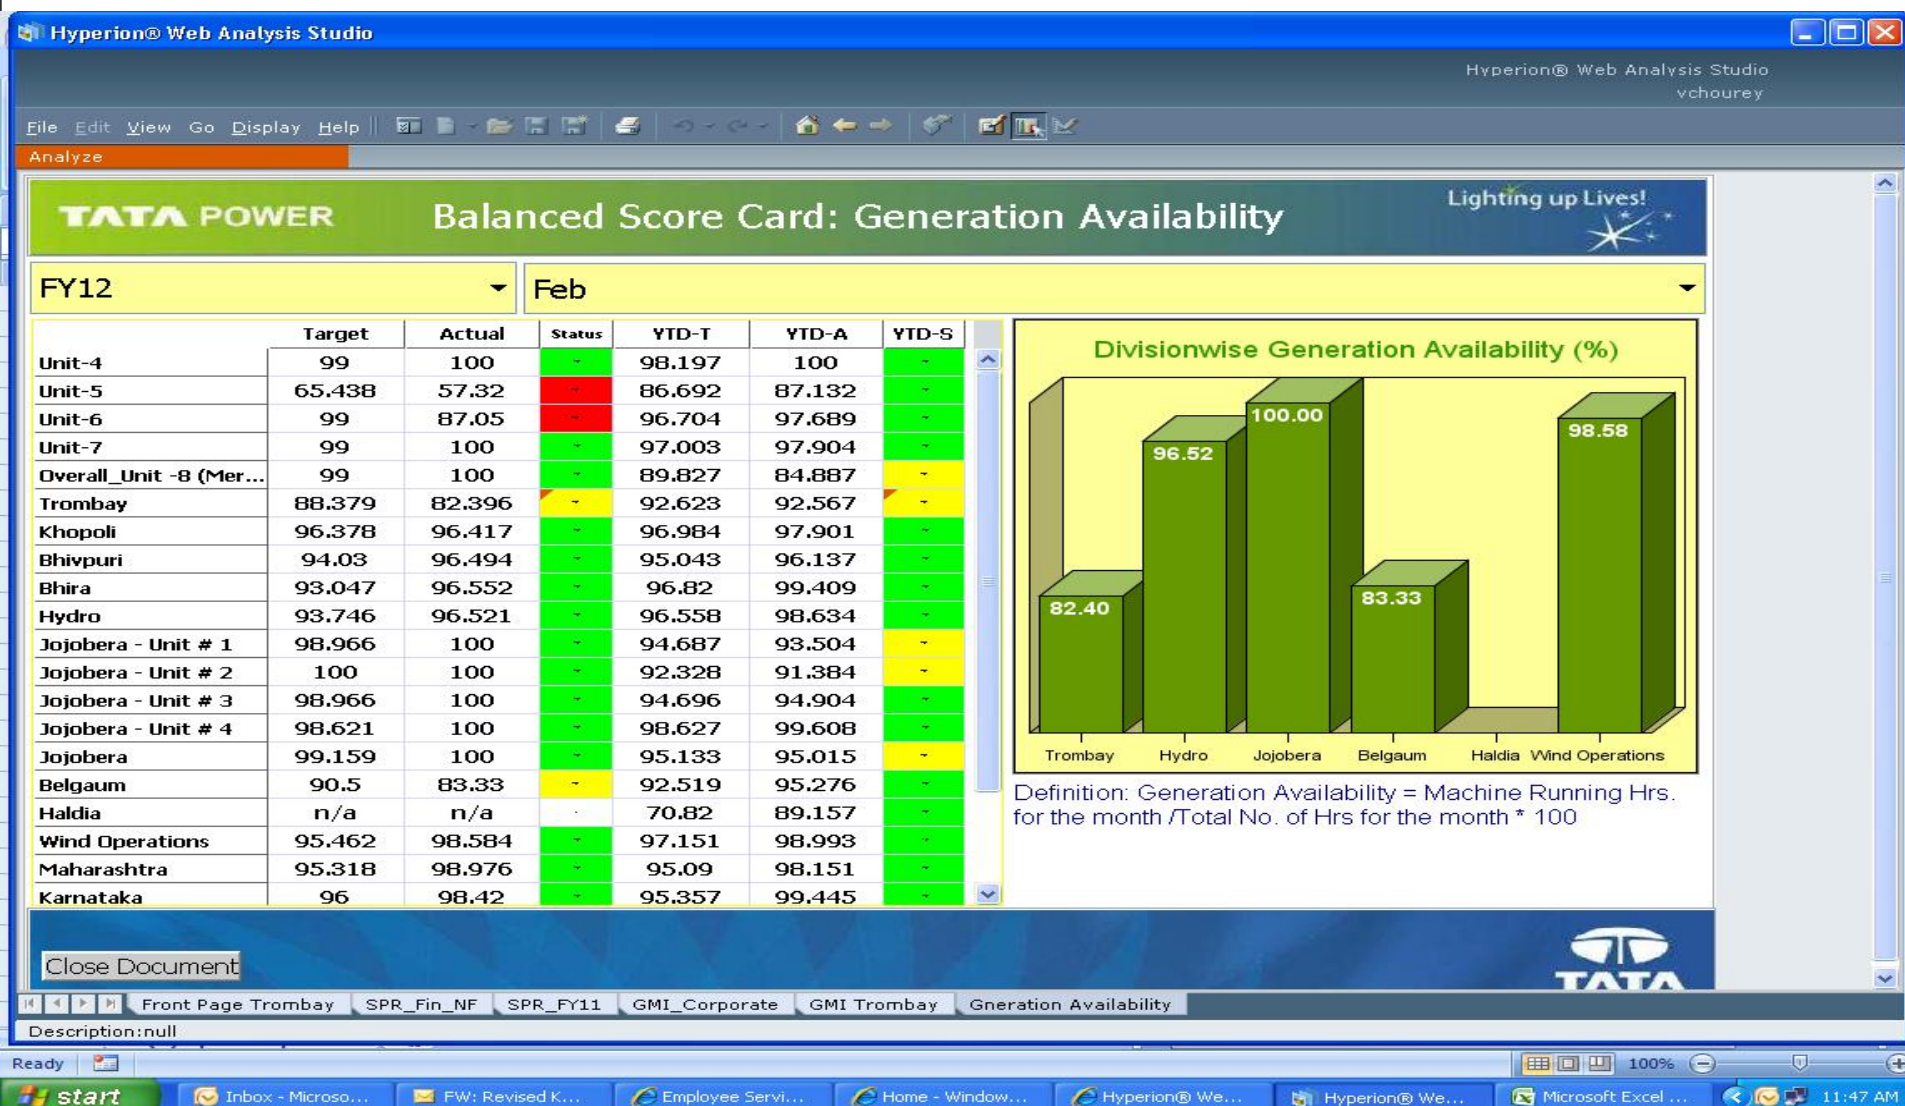 Hyperion® Web Analysis Studio
Hyperion® Web Analysis Studio
vchourey
File Edit View Go Display Help
Analyze
TATA POWER Balanced Score Card: Generation Availability Lighting up Lives!
FY12 Feb
Target Actual Status YTD-T YTD-A YTD-S
Unit-4 99 100 98.197 100
Unit-5 65.438 57.32 86.692 87.132
Unit-6 99 87.05 96.704 97.689
Unit-7 99 100 97.003 97.904
Overall_Unit -8 (Mer... 99 100 89.827 84.887
Trombay 88.379 82.396 92.623 92.567
Khopoli 96.378 96.417 96.984 97.901
Bhivpuri 94.03 96.494 95.043 96.137
Bhira 93.047 96.552 96.82 99.409
Hydro 93.746 96.521 96.558 98.634
Jojobera - Unit # 1 98.966 100 94.687 93.504
Jojobera - Unit # 2 100 100 92.328 91.384
Jojobera - Unit # 3 98.966 100 94.696 94.904
Jojobera - Unit # 4 98.621 100 98.627 99.608
Jojobera 99.159 100 95.133 95.015
Belgaum 90.5 83.33 92.519 95.276
Haldia n/a n/a 70.82 89.157
Wind Operations 95.462 98.584 97.151 98.993
Maharashtra 95.318 98.976 95.09 98.151
Karnataka 96 98.42 95.357 99.445
Divisionwise Generation Availability (%)
82.40 96.52 100.00 83.33 98.58
Trombay Hydro Jojobera Belgaum Haldia Wind Operations
Definition: Generation Availability = Machine Running Hrs.
for the month /Total No. of Hrs for the month * 100
Close Document
TATA
Front Page Trombay SPR_Fin_NF SPR_FY11 GMI_Corporate GMI Trombay Gneration Availability
Description:null
Ready 100%
start Inbox - Microso... FW: Revised K... Employee Servi... Home - Window... Hyperion® We... Hyperion® We... Microsoft Excel ... 11:47 AM